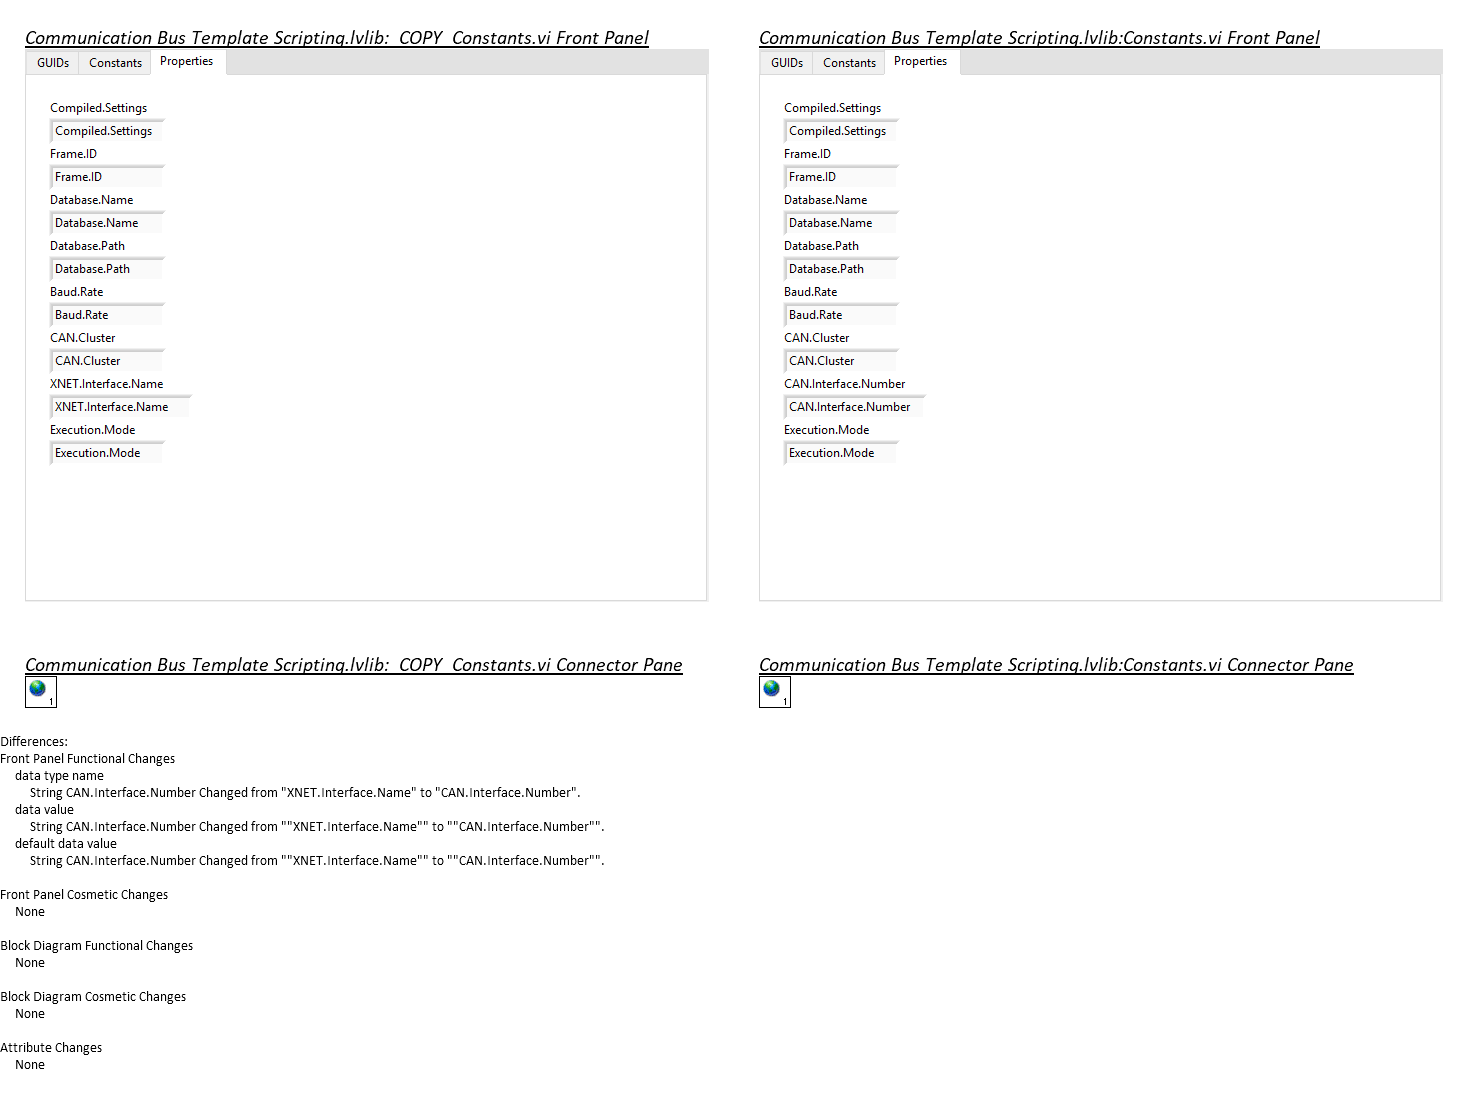 Communication Bus Template Scripting.lvlib:_COPY_Constants.vi Front Panel
GUIDs Constants Properties
Compiled.Settings
Compiled.Settings
Frame.ID
Frame.ID
Database.Name
Database.Name
Database.Path
Database.Path
Baud.Rate
Baud.Rate
CAN.Cluster
CAN.Cluster
XNET.Interface.Name
XNET.Interface.Name
Execution.Mode
Execution.Mode
Communication Bus Template Scripting.lvlib:Constants.vi Front Panel
GUIDs Constants Properties
Compiled.Settings
Compiled.Settings
Frame.ID
Frame.ID
Database.Name
Database.Name
Database.Path
Database.Path
Baud.Rate
Baud.Rate
CAN.Cluster
CAN.Cluster
CAN.Interface.Number
CAN.Interface.Number
Execution.Mode
Execution.Mode
Communication Bus Template Scripting.lvlib:_COPY_Constants.vi Connector Pane
1
Communication Bus Template Scripting.lvlib:Constants.vi Connector Pane
1
Differences:
Front Panel Functional Changes
data type name
String CAN.Interface.Number Changed from "XNET.Interface.Name" to "CAN.Interface.Number".
data value
String CAN.Interface.Number Changed from ""XNET.Interface.Name"" to ""CAN.Interface.Number"".
default data value
String CAN.Interface.Number Changed from ""XNET.Interface.Name"" to ""CAN.Interface.Number"".
Front Panel Cosmetic Changes
None
Block Diagram Functional Changes
None
Block Diagram Cosmetic Changes
None
Attribute Changes
None